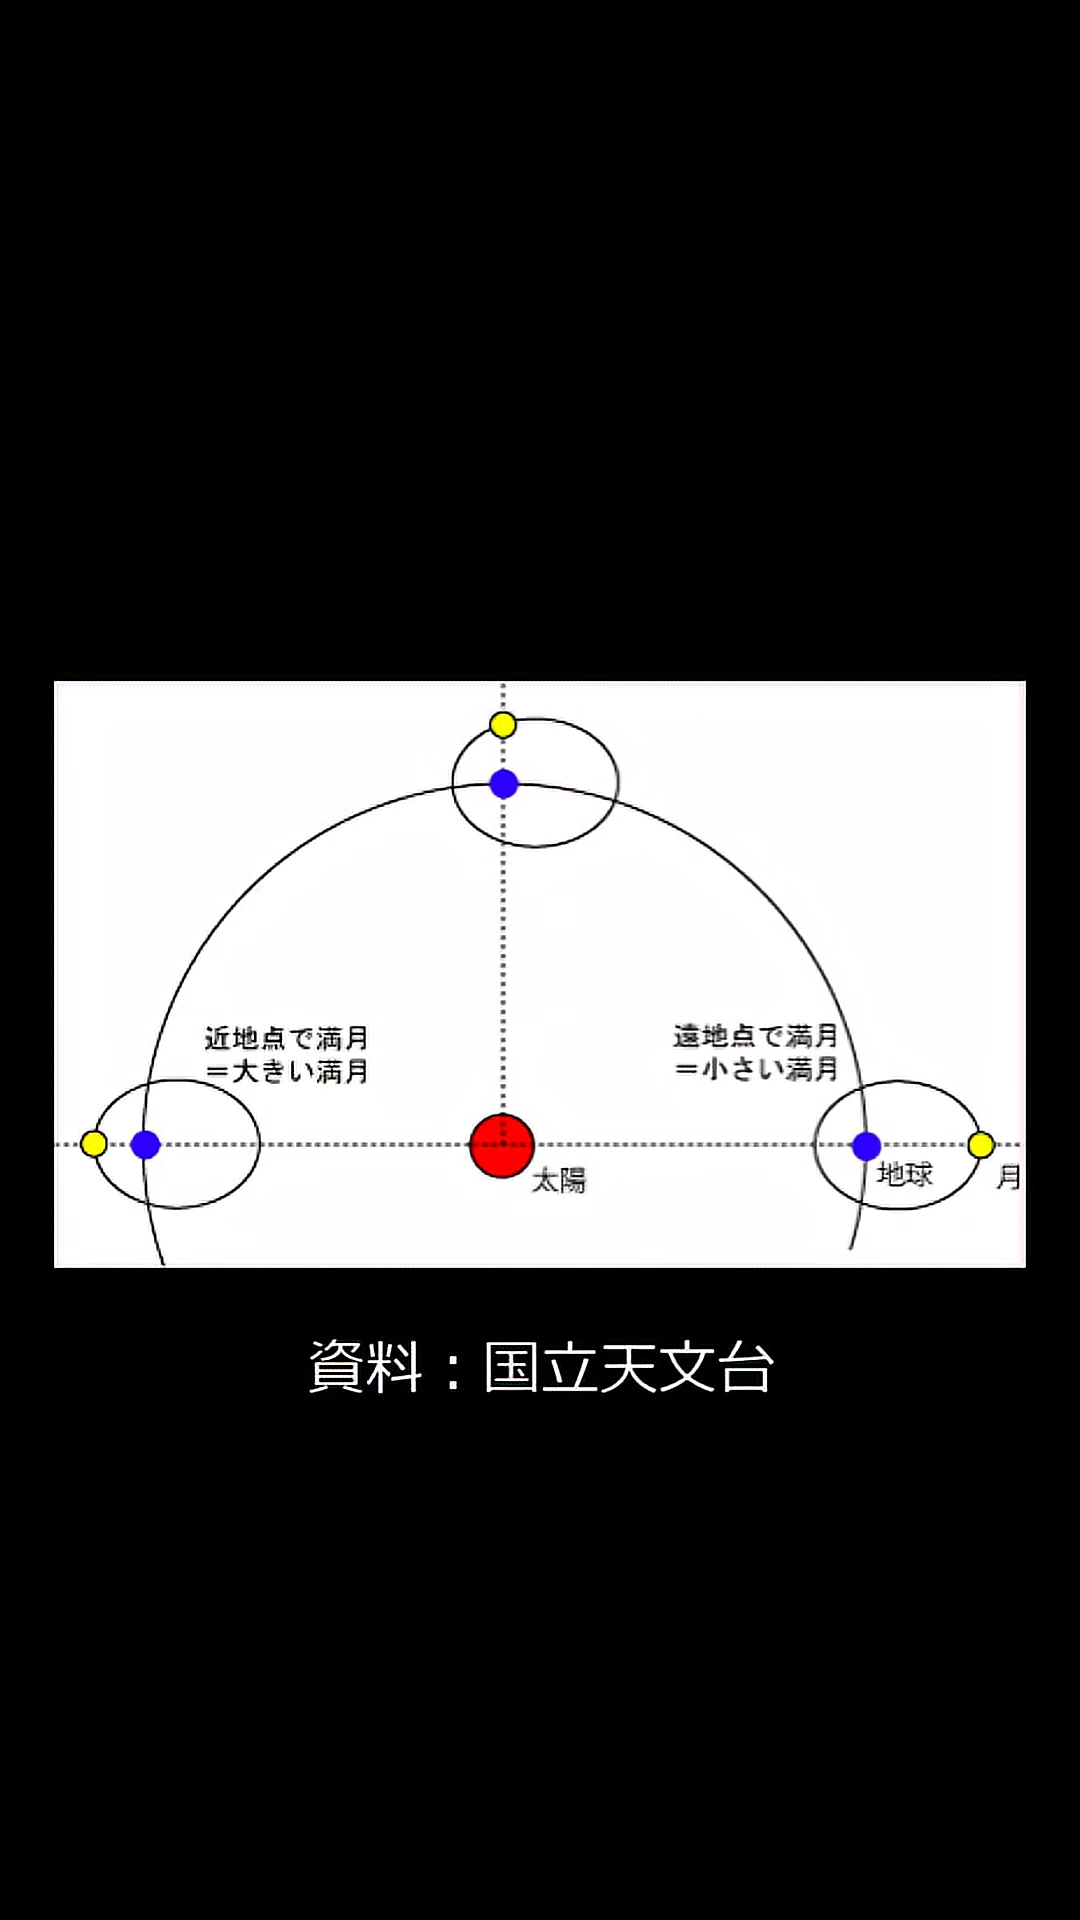 近地点で満月
＝大きい満月
遠地点で満月
＝小さい満月
太陽
地球
月
資料：国立天文台